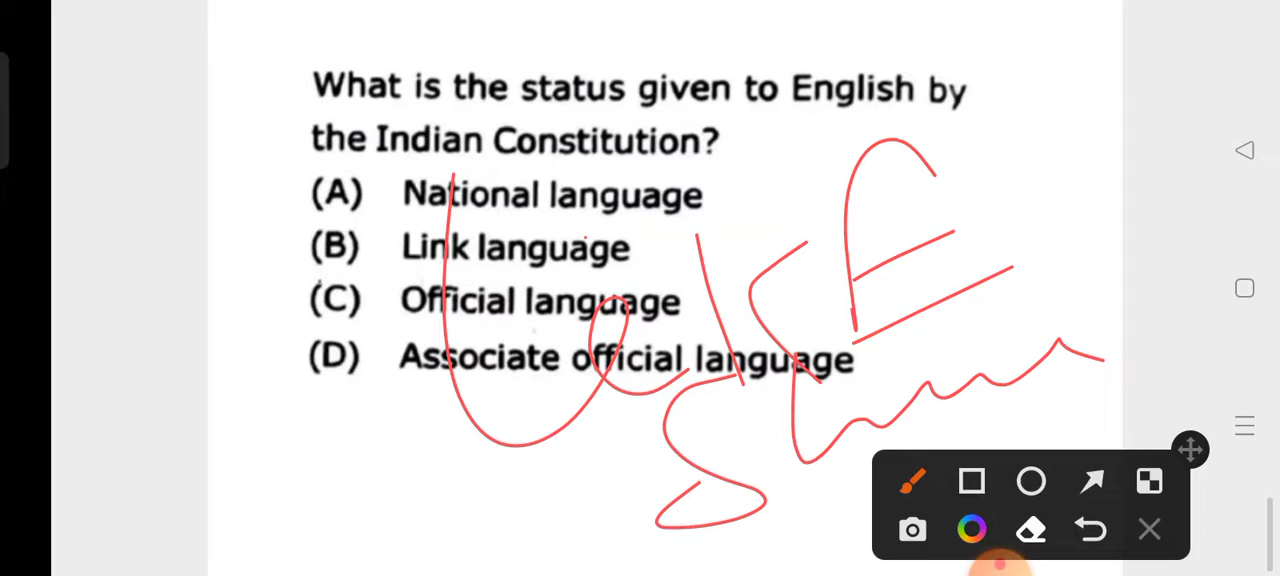 What is the status given to English by
the Indian Constitution?
(A) National language
(B) Link language
(C) Official language
(D) Associate official language